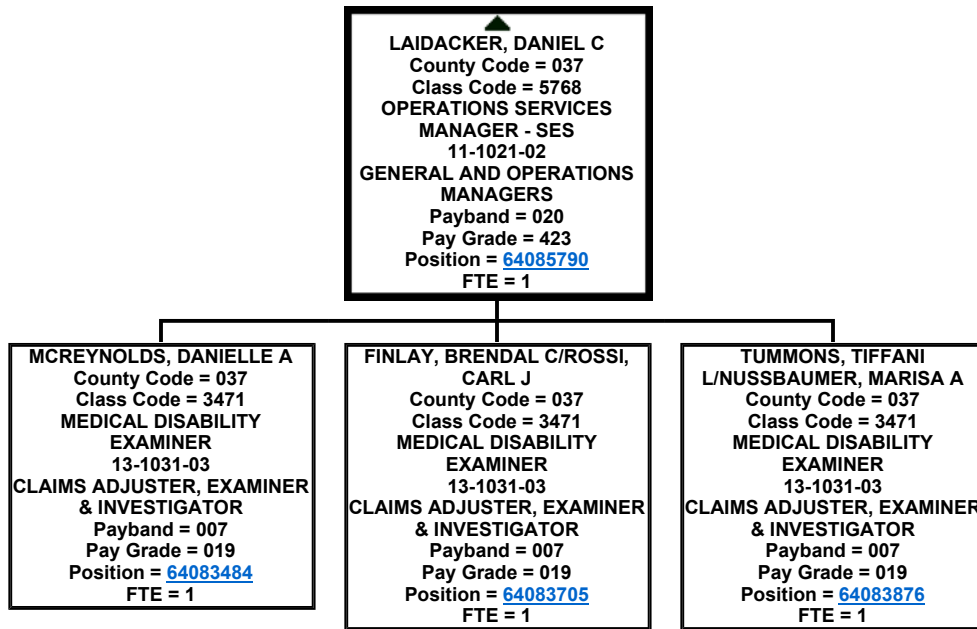 LAIDACKER, DANIEL C
County Code = 037
Class Code = 5768
OPERATIONS SERVICES
MANAGER - SES
11-1021-02
GENERAL AND OPERATIONS
MANAGERS
Payband = 020
Pay Grade = 423
Position = 64085790
FTE = 1
MCREYNOLDS, DANIELLE A
County Code = 037
Class Code = 3471
MEDICAL DISABILITY
EXAMINER
13-1031-03
CLAIMS ADJUSTER, EXAMINER
& INVESTIGATOR
Payband = 007
Pay Grade = 019
Position = 64083484
FTE = 1
FINLAY, BRENDAL C/ROSSI,
CARL J
County Code = 037
Class Code = 3471
MEDICAL DISABILITY
EXAMINER
13-1031-03
CLAIMS ADJUSTER, EXAMINER
& INVESTIGATOR
Payband = 007
Pay Grade = 019
Position = 64083705
FTE = 1
TUMMONS, TIFFANI
L/NUSSBAUMER, MARISA A
County Code = 037
Class Code = 3471
MEDICAL DISABILITY
EXAMINER
13-1031-03
CLAIMS ADJUSTER, EXAMINER
& INVESTIGATOR
Payband = 007
Pay Grade = 019
Position = 64083876
FTE = 1